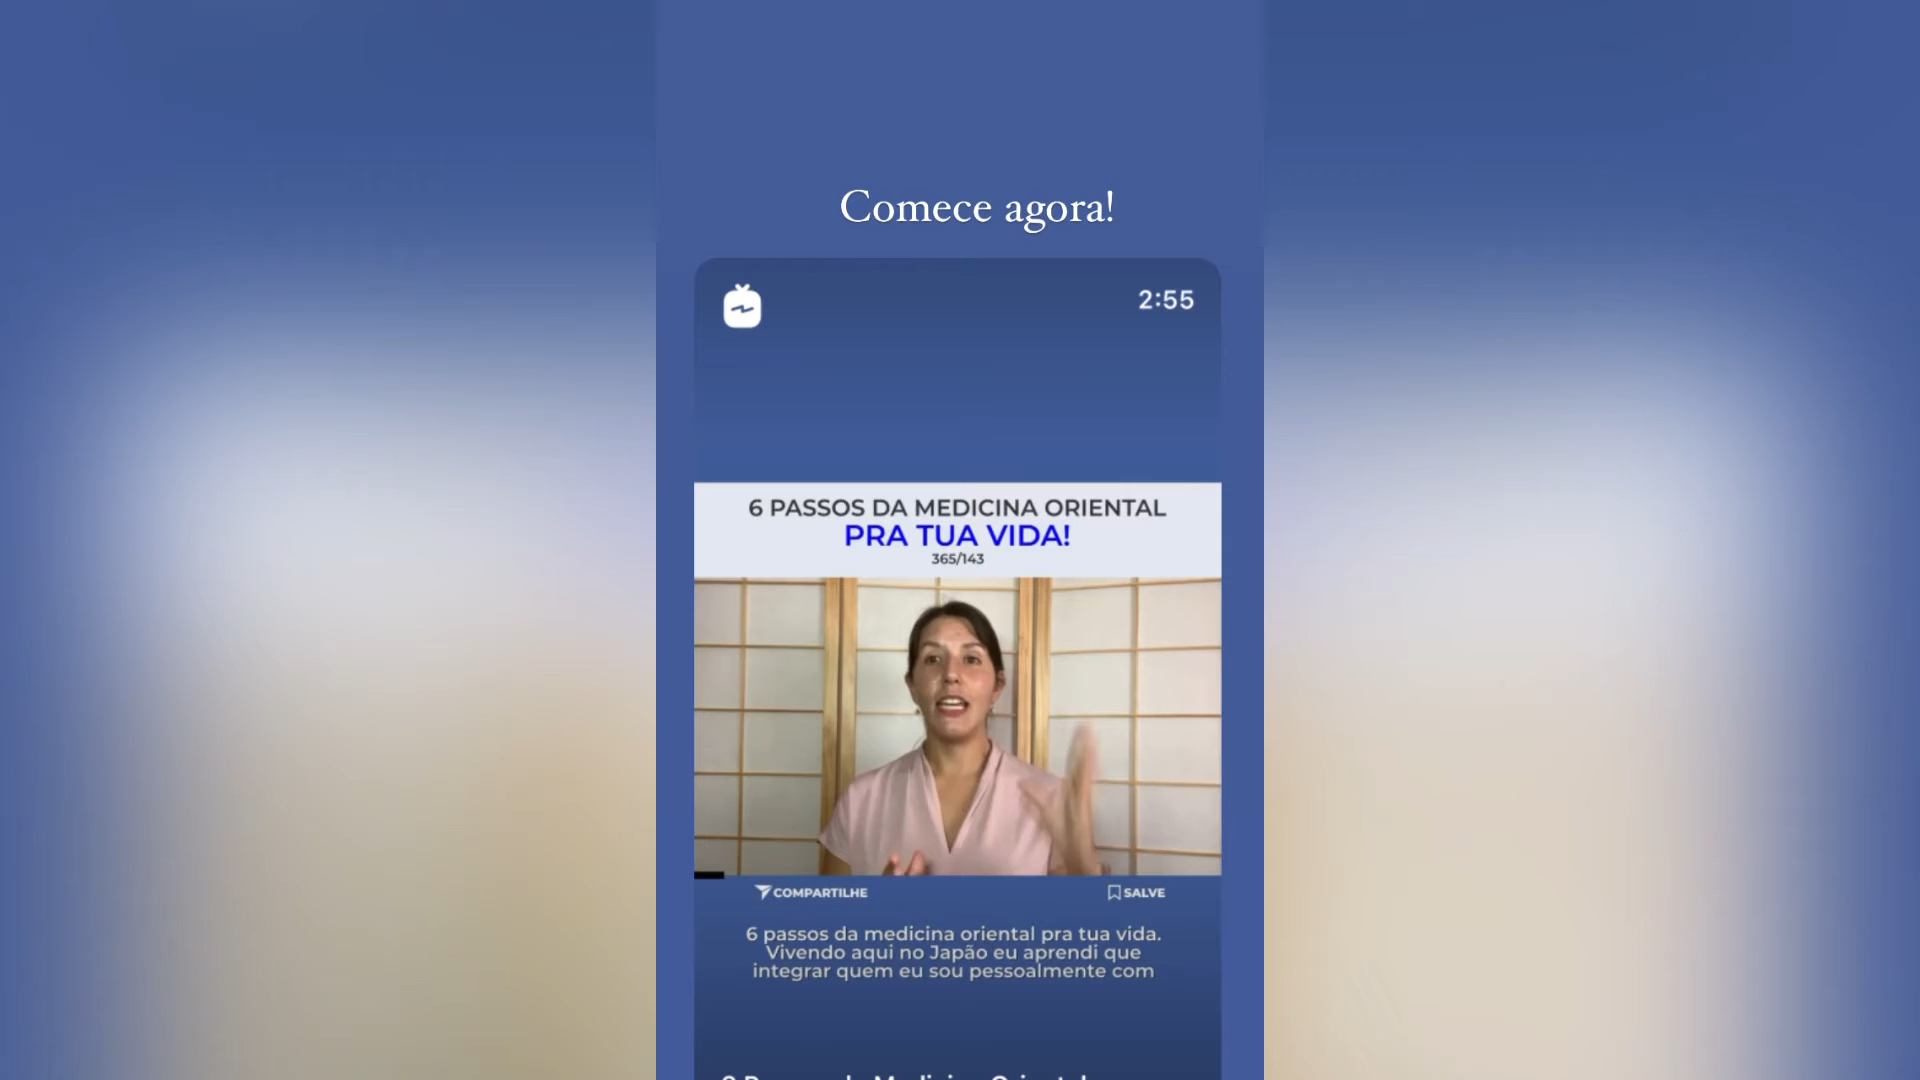 Comece agora!
2:55
6 PASSOS DA MEDICINA ORIENTAL
PRA TUA VIDA!
365/143
COMPARTILHE
SALVE
6 passos da medicina oriental pra tua vida.
Vivendo aqui no Japão eu aprendi que
integrar quem eu sou pessoalmente com